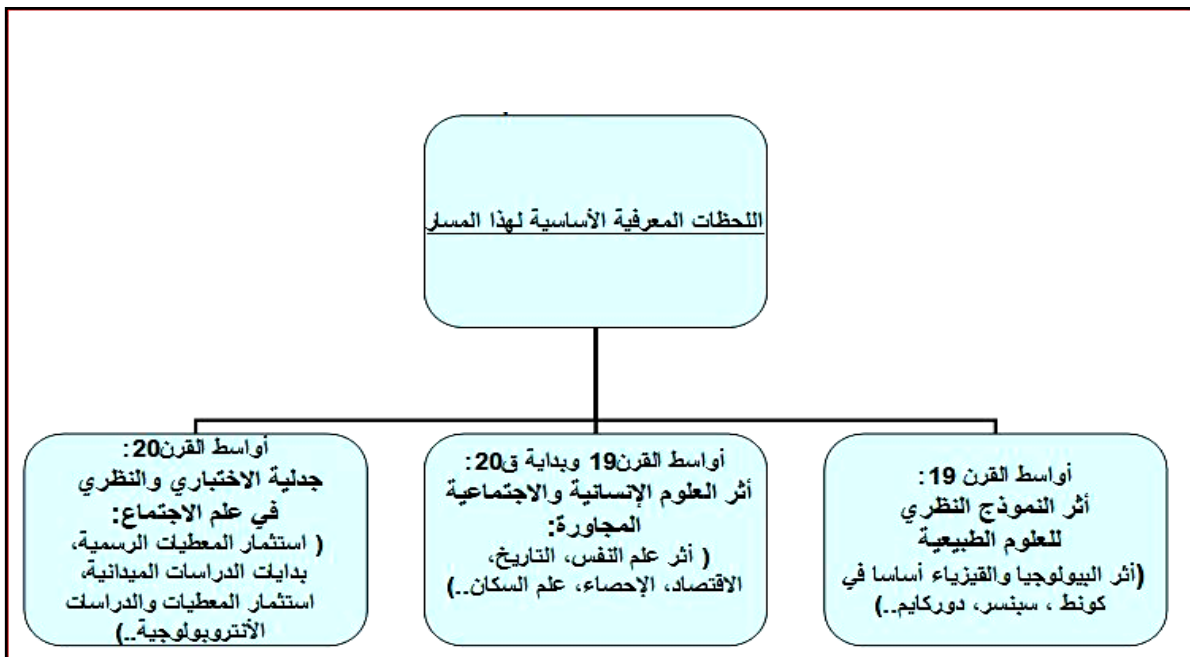 اللحظات المعرفية الأساسية لهذا المسار
أواسط القرن 19:
أثر النموذج النظري
للعلوم الطبيعية
(أثر البيولوجيا والقيزياء أساسا في
كونط ، سبنسر، دوركايم..)
أواسط القرن19 وبداية ق20:
أثر العلوم الإنسانية والاجتماعية
المجاورة:
( أثر علم النفس، التاريخ،
الاقتصاد، الإحصاء، علم السكان..)
أواسط القرن20:
جدلية الاختباري والنظري
في علم الاجتماع:
( استثمار المعطيات الرسمية،
بدايات الدراسات الميدانية،
استثمار المعطيات والدراسات
الأنتروبولوجية..)